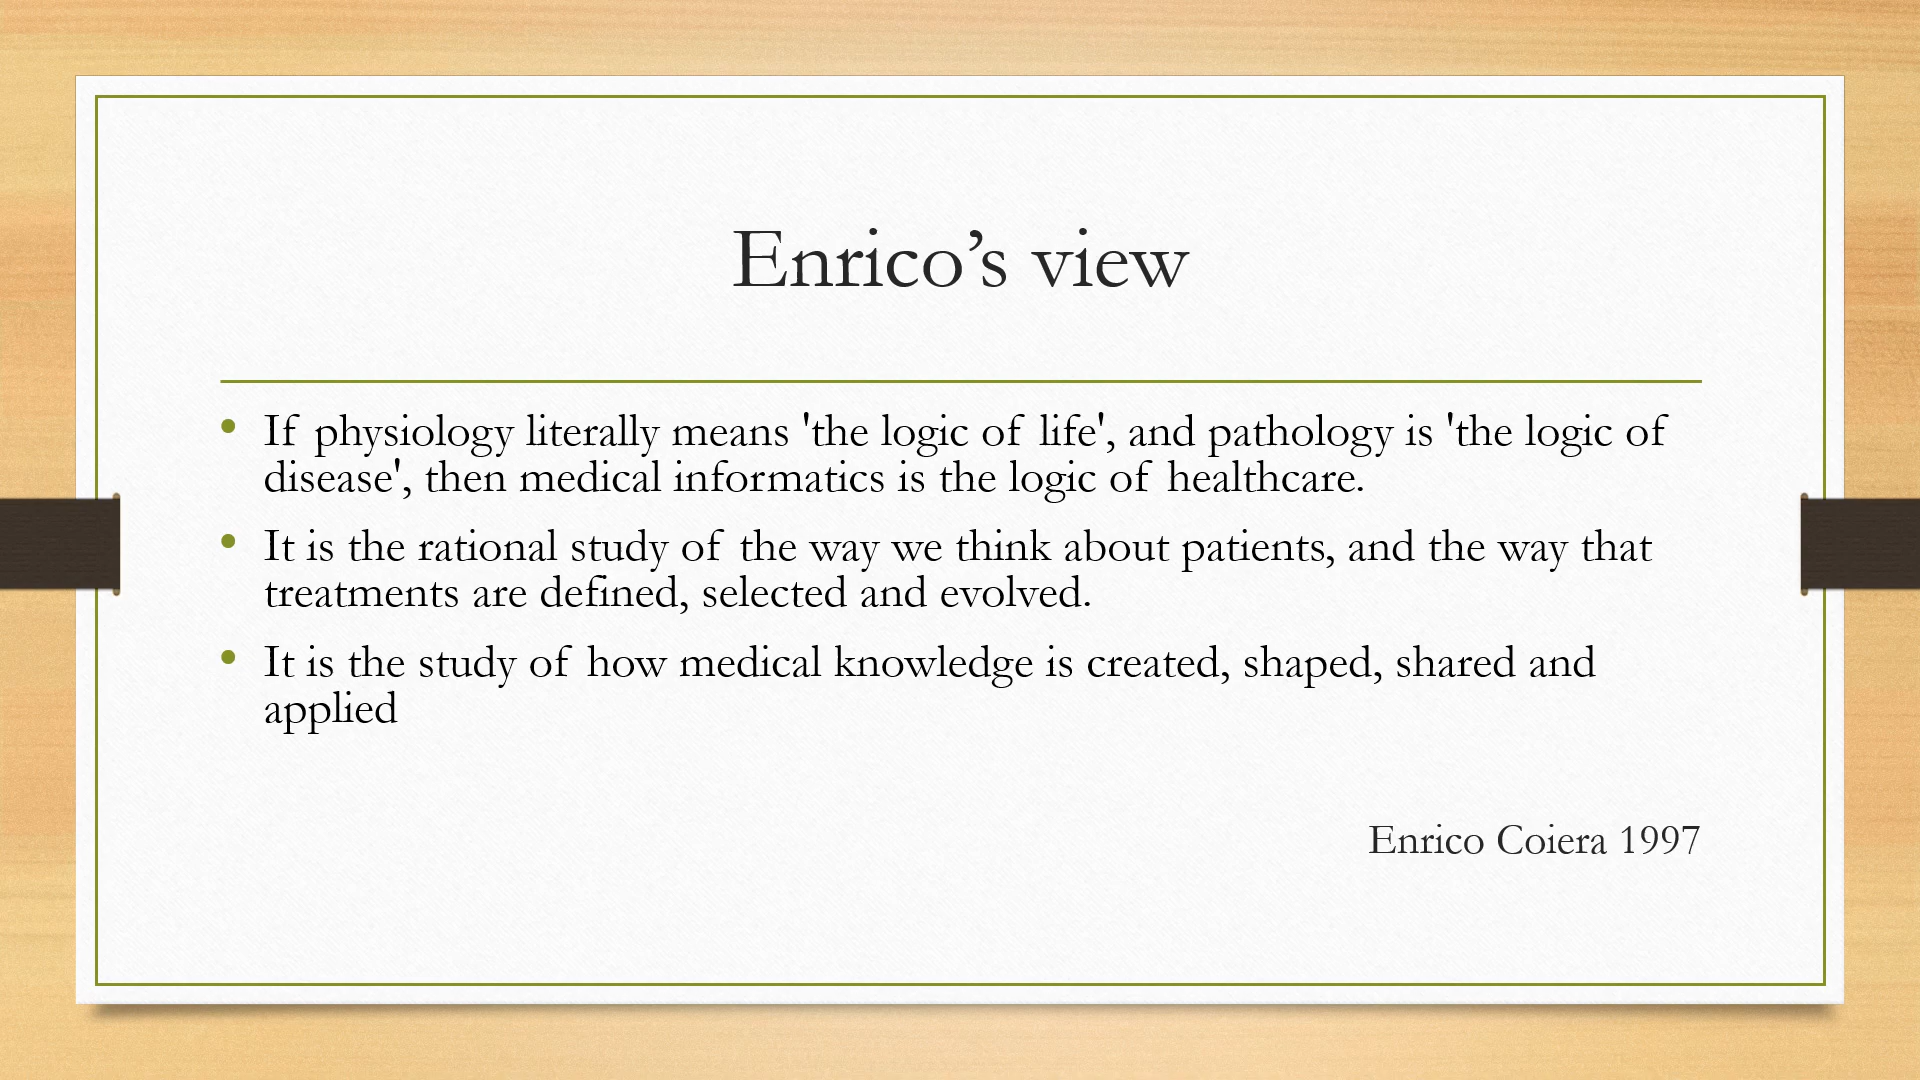 Enrico’s view
• If physiology literally means 'the logic of life', and pathology is 'the logic of
disease', then medical informatics is the logic of healthcare.
• It is the rational study of the way we think about patients, and the way that
treatments are defined, selected and evolved.
• It is the study of how medical knowledge is created, shaped, shared and
applied
Enrico Coiera 1997